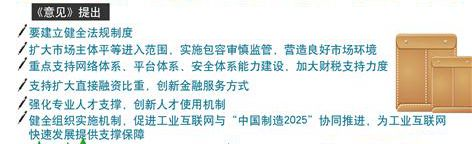 《意见》提出
要建立健全法规制度
扩大市场主体平等进入范围，实施包容审慎监管，营造良好市场环境
重点支持网络体系、平台体系、安全体系能力建设，加大财税支持力度
支持扩大直接融资比重，创新金融服务方式
强化专业人才支撑，创新人才使用机制
健全组织实施机制，促进工业互联网与“中国制造2025”协同推进，为工业互联网
快速发展提供支撑保障